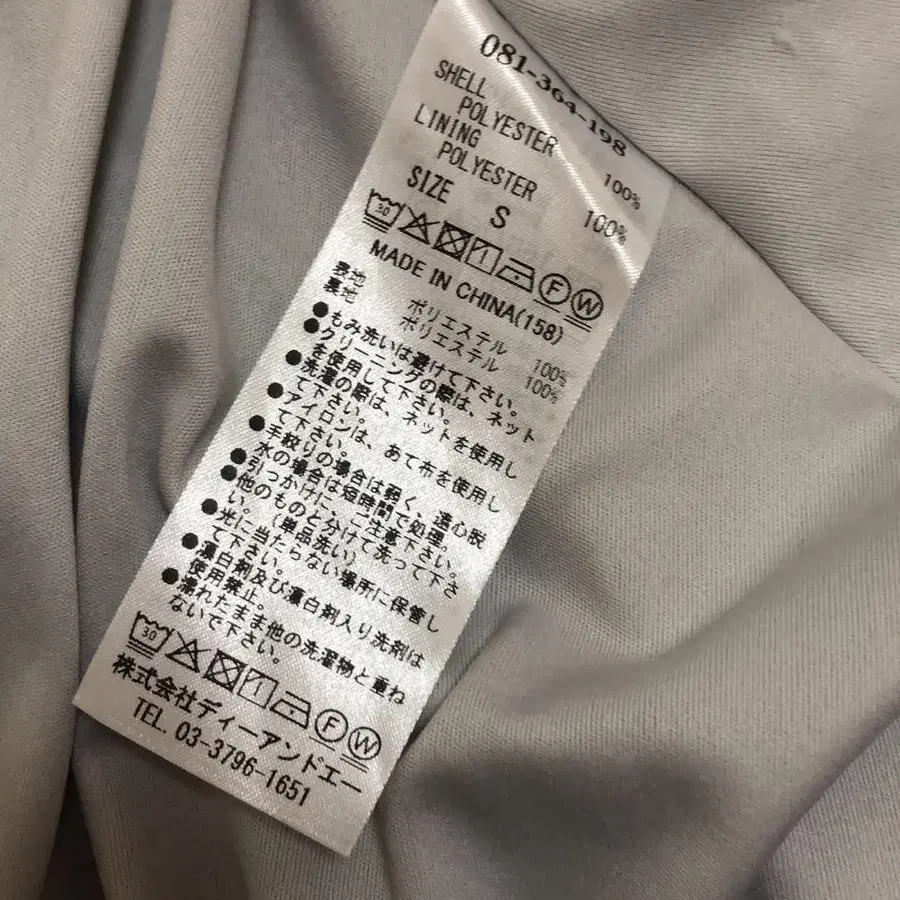 081-364-198
SHELL
POLYESTER 100%
LINING
POLYESTER 100%
SIZE S
30 F W
MADE IN CHINA(158)
表地 ポリエステル 100%
裏地 ポリエステル 100%
●もみ洗いは避けて下さい。
●クリーニングの際は、ネット
を使用して下さい。
●洗濯の際は、ネットを使用し
て下さい。
●アイロンは、あて布を使用し
て下さい。
●手絞りの場合は弱く、遠心脱
水の場合は短時間で処理。
●引っかけに、ご注意下さい。
●他のものと分けて洗って下さ
い。(単品洗い)
●光に当たらない場所に保管し
て下さい。
●漂白剤及び漂白剤入り洗剤は
使用禁止。
●濡れたまま他の洗濯物と重ね
ないで下さい。
30 F W
株式会社ディーアンドエー
TEL. 03-3796-1651